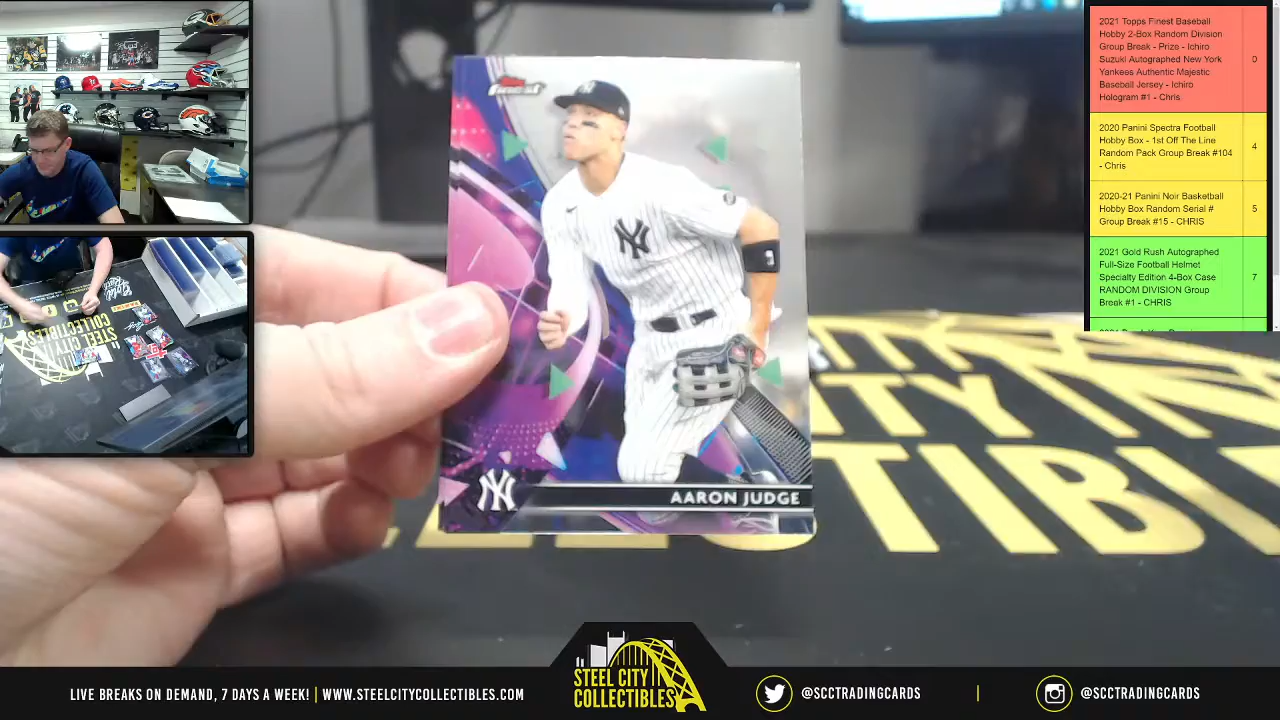 Topps
Finest
NY
NY
AARON JUDGE
2021 Topps Finest Baseball
Hobby 2-Box Random Division
Group Break - Prize - Ichiro
Suzuki Autographed New York
Yankees Authentic Majestic
Baseball Jersey - Ichiro
Hologram #1 - Chris
0
2020 Panini Spectra Football
Hobby Box - 1st Off The Line
Random Pack Group Break #104
- Chris
4
2020-21 Panini Noir Basketball
Hobby Box Random Serial #
Group Break #15 - CHRIS
5
2021 Gold Rush Autographed
Full-Size Football Helmet
Specialty Edition 4-Box Case
RANDOM DIVISION Group
Break #1 - CHRIS
7
STEEL CITY
COLLECTIBLES
LIVE BREAKS ON DEMAND, 7 DAYS A WEEK! | WWW.STEELCITYCOLLECTIBLES.COM
STEEL CITY
COLLECTIBLES
@SCCTRADINGCARDS
|
@SCCTRADINGCARDS